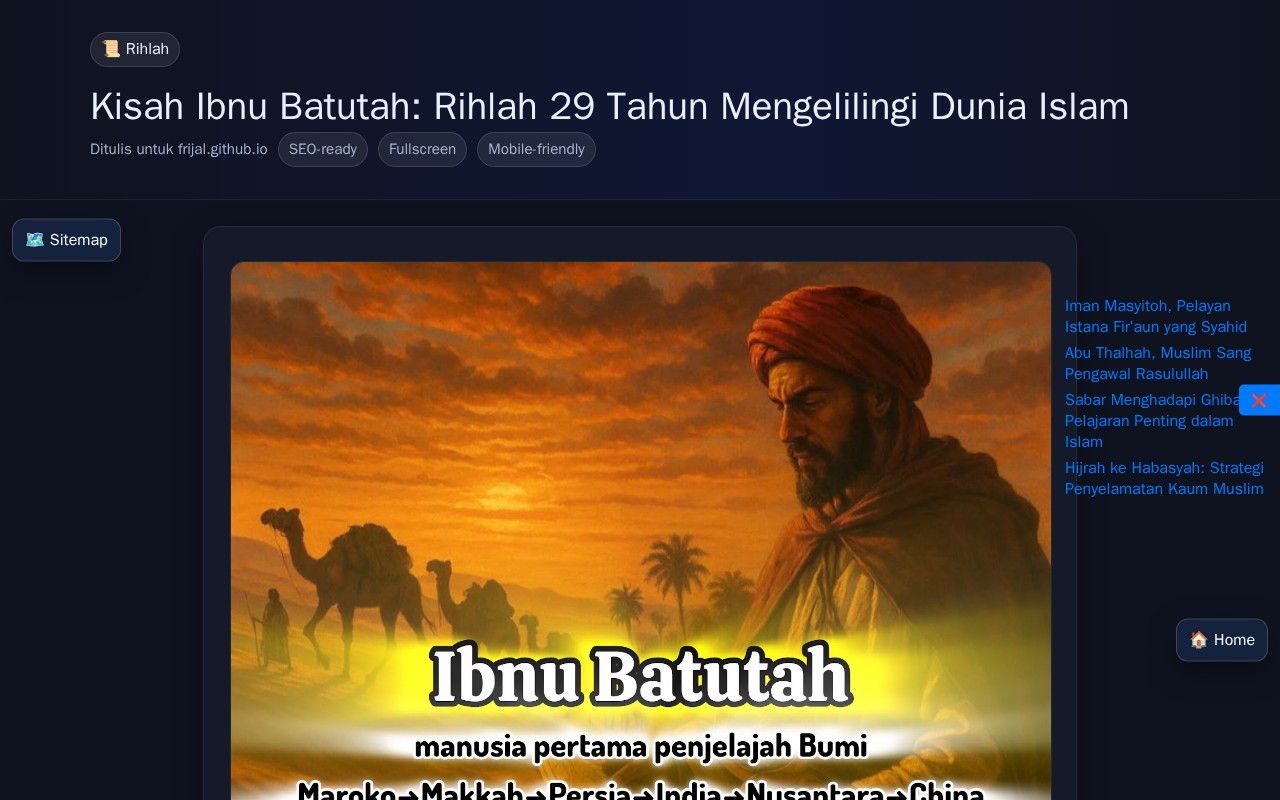 📜 Rihlah
Kisah Ibnu Batutah: Rihlah 29 Tahun Mengelilingi Dunia Islam
Ditulis untuk frijal.github.io
SEO-ready
Fullscreen
Mobile-friendly
🗺️ Sitemap
Ibnu Batutah
manusia pertama penjelajah Bumi
Maroko→Makkah→Persia→India→Nusantara→China
Iman Masyitoh, Pelayan
Istana Fir'aun yang Syahid
Abu Thalhah, Muslim Sang
Pengawal Rasulullah
Sabar Menghadapi
Pelajaran Penting dalam
Islam
Hijrah ke Habasyah: Strategi
Penyelamatan Kaum Muslim
❌
🏠 Home